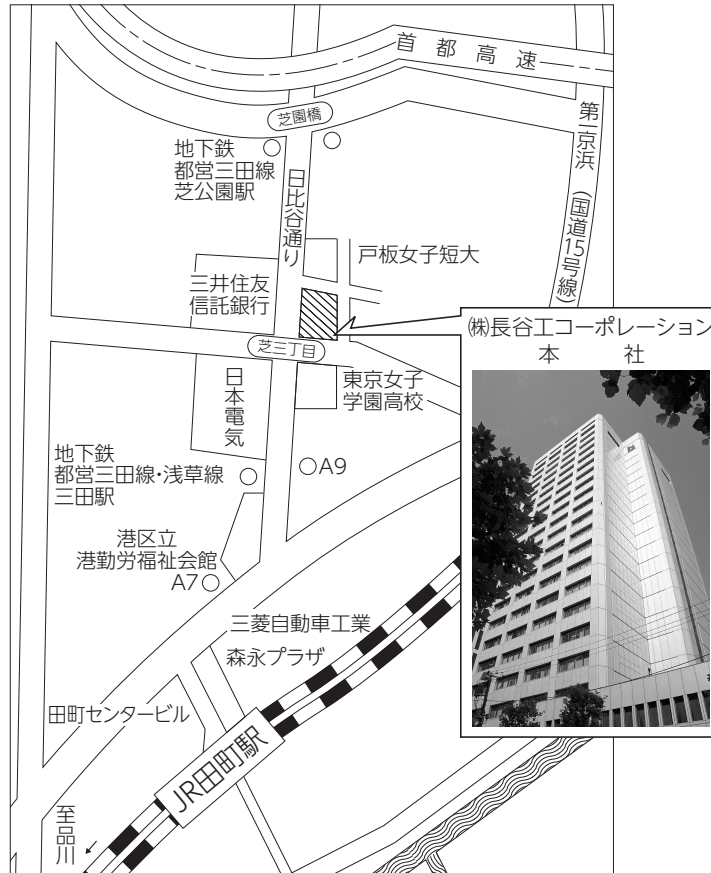 首都高速
芝園橋
第一京浜
(国道15号線)
地下鉄
都営三田線
芝公園駅
日比谷通り
戸板女子短大
三井住友
信託銀行
㈱長谷工コーポレーション
本社
芝三丁目
日本電気
東京女子
学園高校
地下鉄
都営三田線・浅草線
三田駅
A9
港区立
港勤労福祉会館
A7
三菱自動車工業
森永プラザ
田町センタービル
JR田町駅
至品川